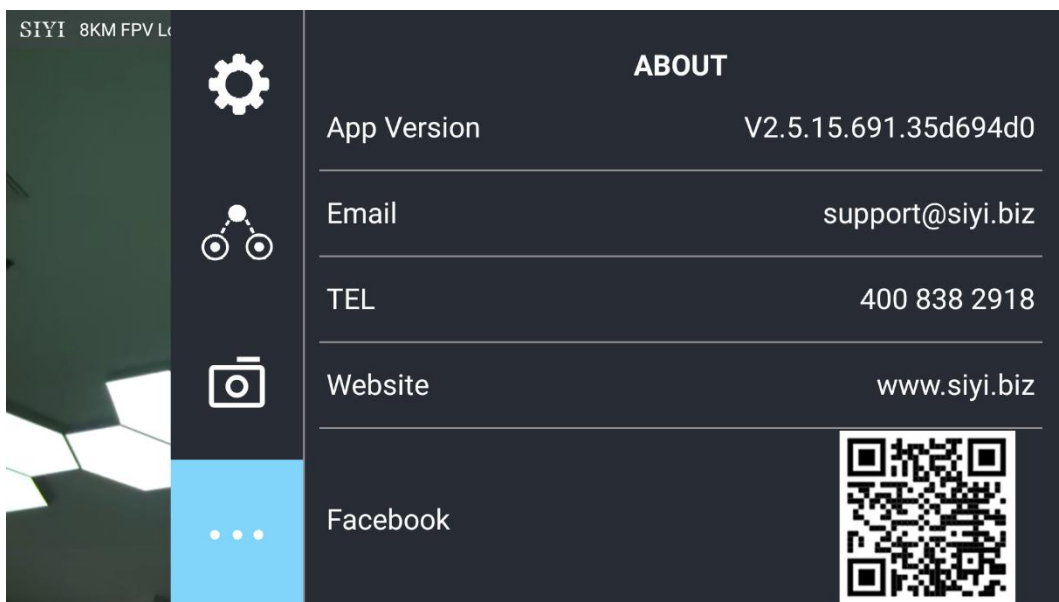 SIYI 8KM FPV Lo
ABOUT
App Version V2.5.15.691.35d694d0
Email support@siyi.biz
TEL 400 838 2918
Website www.siyi.biz
Facebook